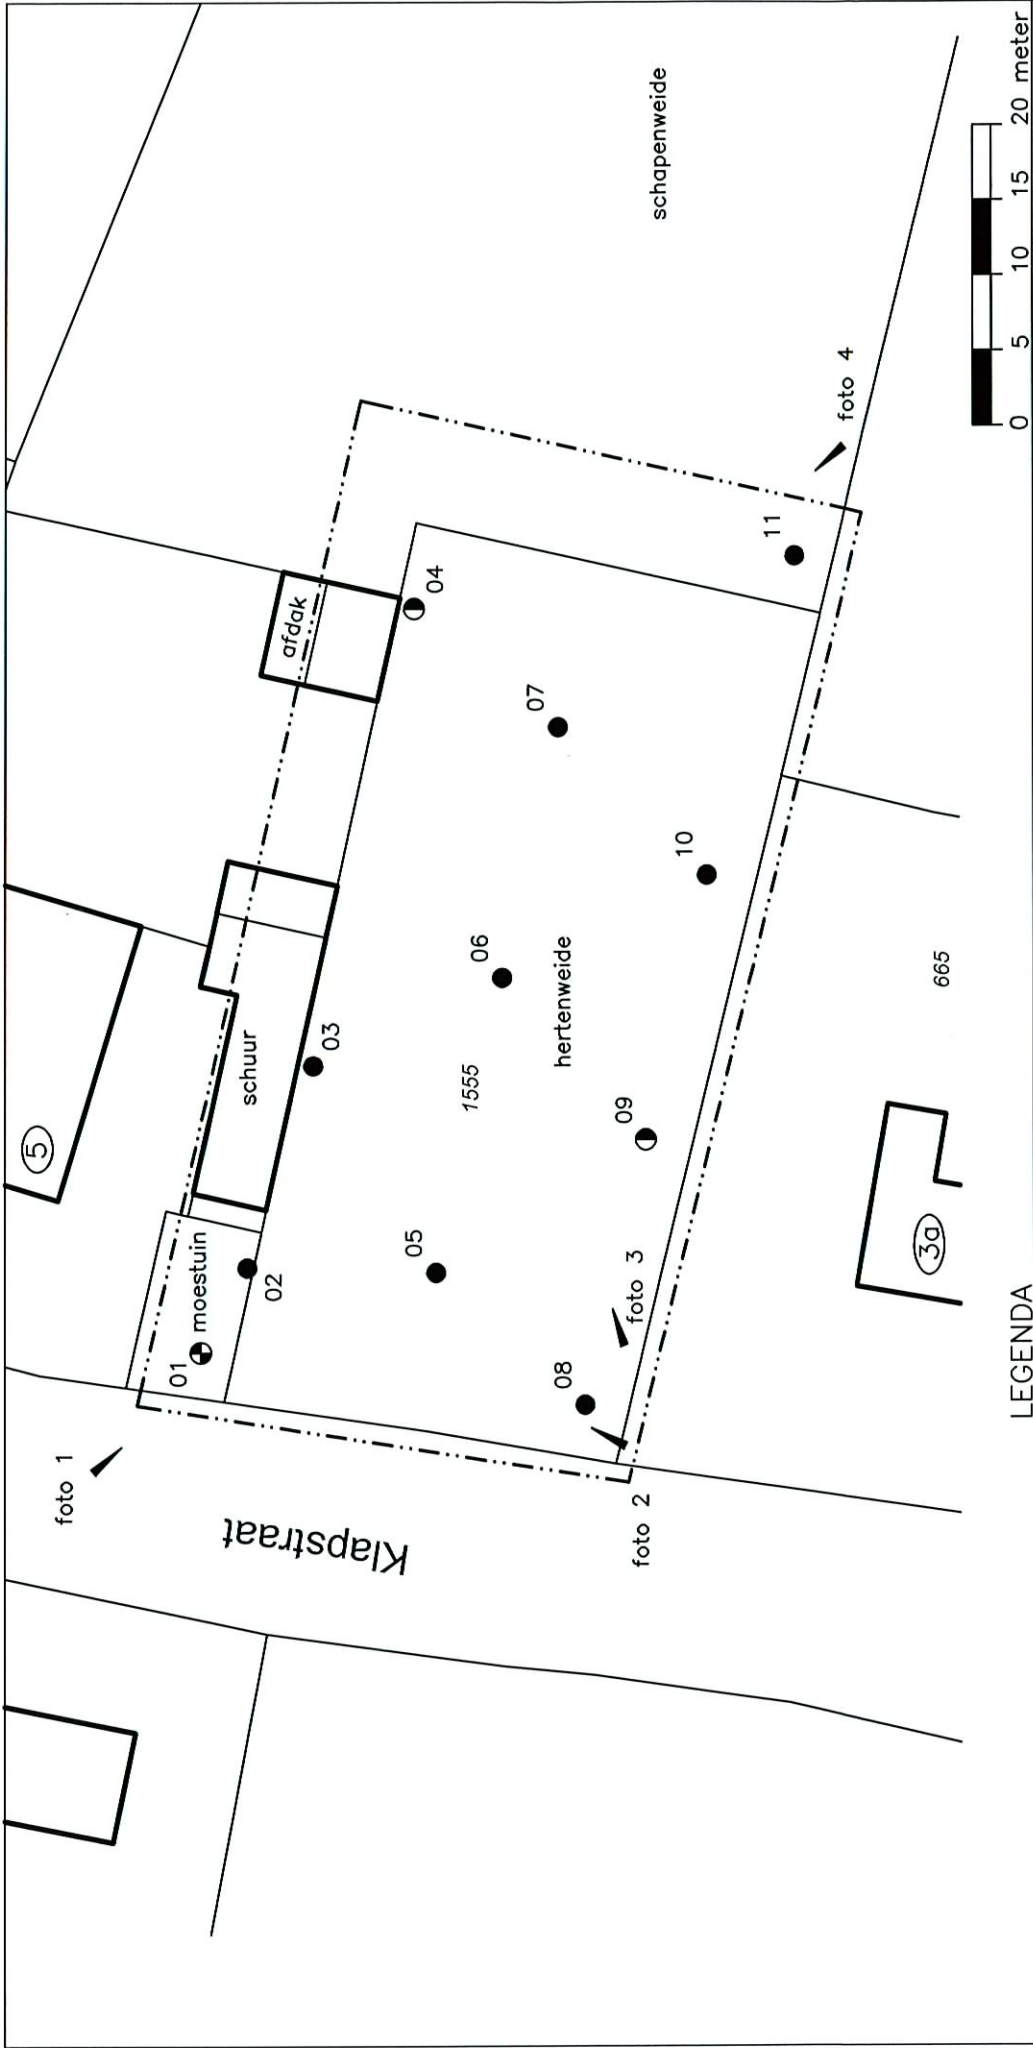 foto 1
Klapstraat
foto 2
01
moestuin
02
5
schuur
03
afdak
04
05
06
07
1555
hertenweide
08
09
10
11
foto 3
foto 4
schapenweide
3a
665
0 5 10 15 20 meter
LEGENDA